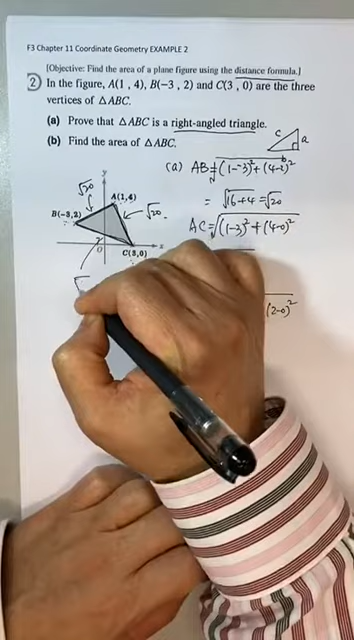 F3 Chapter 11 Coordinate Geometry EXAMPLE 2
[Objective: Find the area of a plane figure using the distance formula.]
2 In the figure, A(1 , 4), B(−3 , 2) and C(3 , 0) are the three
vertices of △ABC.
(a) Prove that △ABC is a right-angled triangle.
(b) Find the area of △ABC.
c a
b
(a) AB=√(1--3)²+(4-2)²
= √16+4 = √20
AC=√(1-3)²+(4-0)²
(2-0)²
y
√20
A(1,4)
B(−3,2)
√20
O
x
C(3,0)